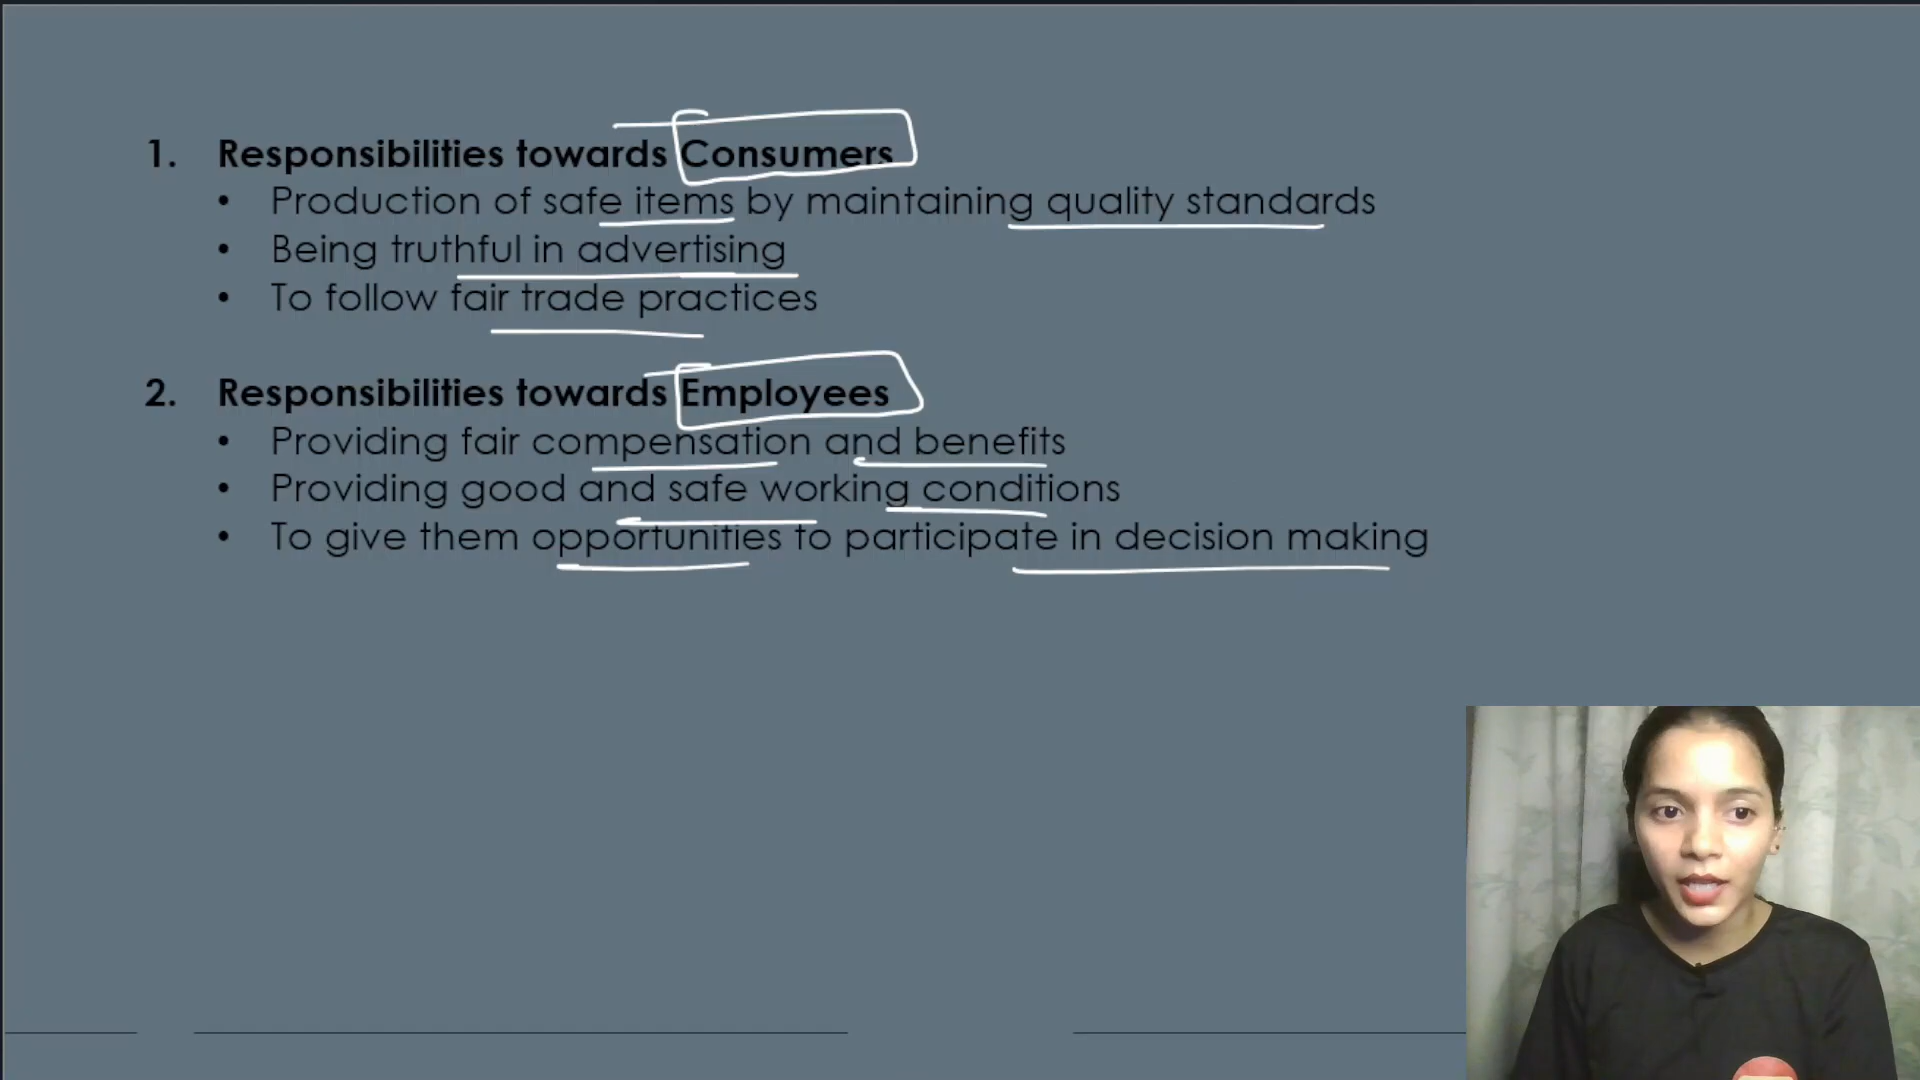 1. Responsibilities towards Consumers
• Production of safe items by maintaining quality standards
• Being truthful in advertising
• To follow fair trade practices
2. Responsibilities towards Employees
• Providing fair compensation and benefits
• Providing good and safe working conditions
• To give them opportunities to participate in decision making